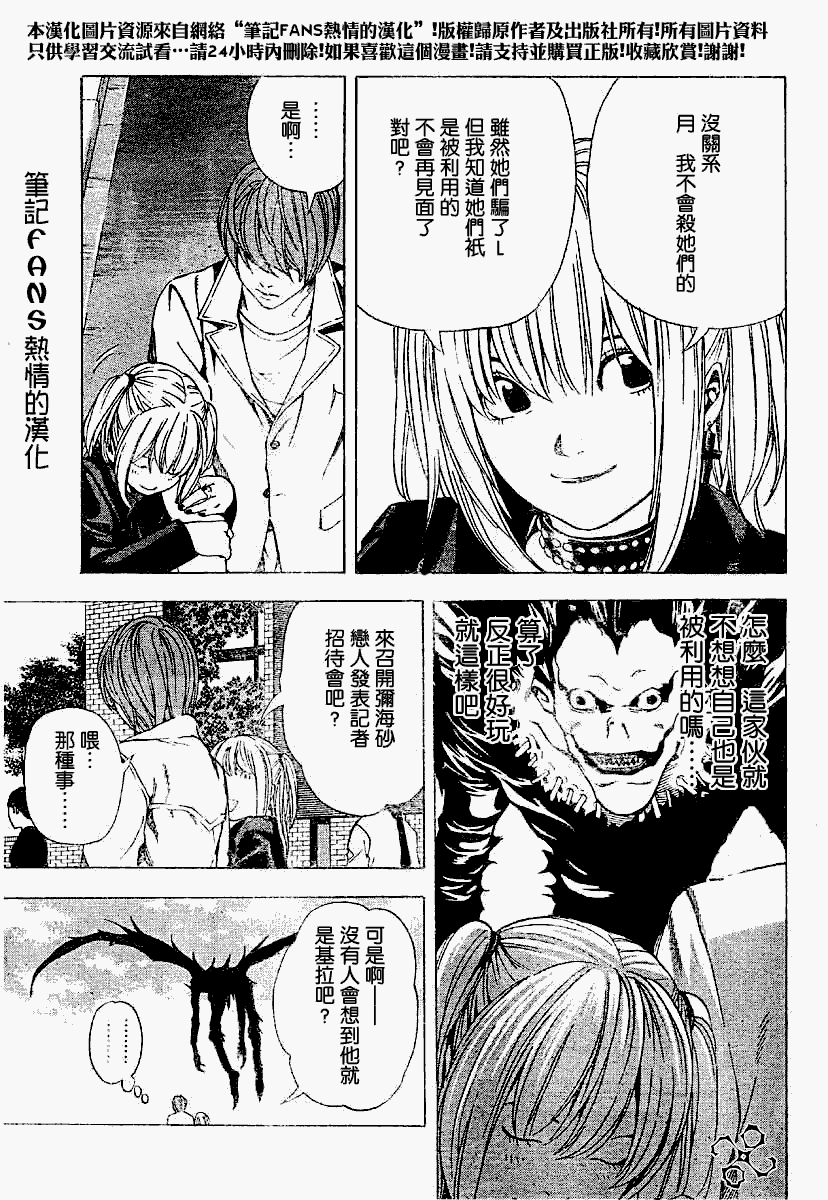 本漢化圖片資源來自網絡“筆記FANS熱情的漢化”!版權歸原作者及出版社所有!所有圖片資料
只供學習交流試看…請24小時內刪除!如果喜歡這個漫畫!請支持並購買正版!收藏欣賞!謝謝!
沒關系
月 我不會殺她們的
雖然她們騙了L
但我知道她們衹
是被利用的
不會再見面了
對吧?
……
是啊…
筆記FANS熱情的漢化
怎麼 這家伙就
不想想自己也是
被利用的嗎……
算了
反正很好玩
就這樣吧
來召開彌海砂
戀人發表記者
招待會吧?
喂…
那種事……
可是啊——
沒有人會想到他就
是基拉吧?
………
………